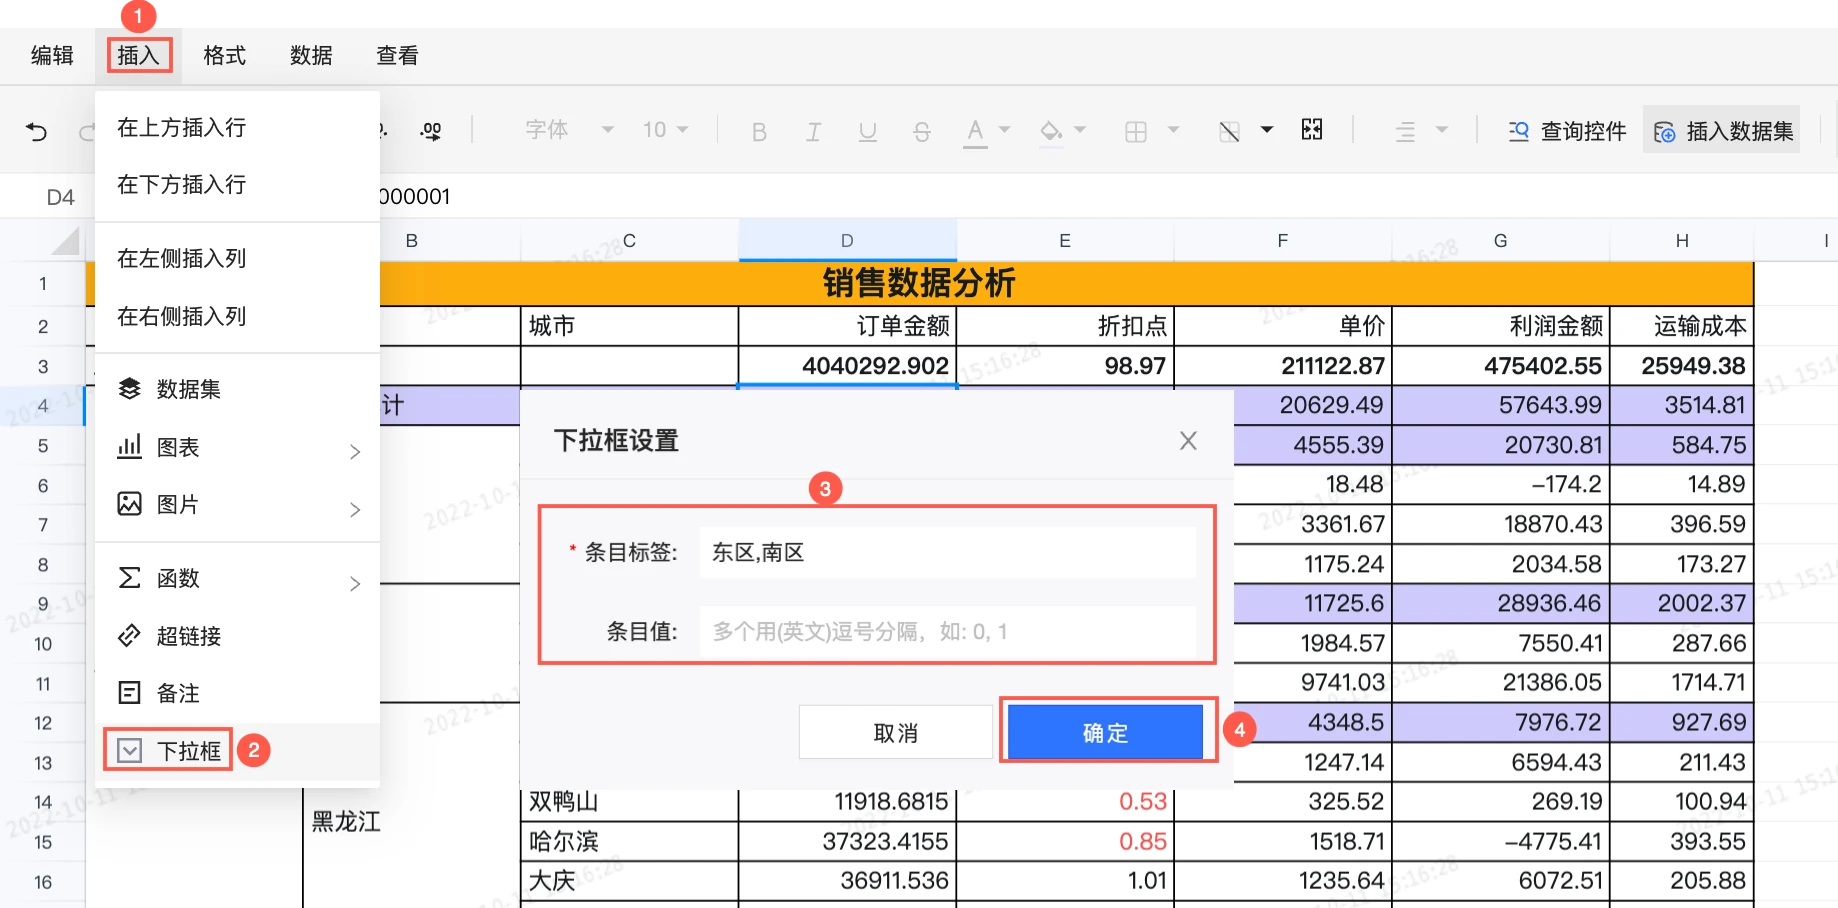 1
编辑 插入 格式 数据 查看
字体 10 B I U S A 查询控件 插入数据集
D4 000001
B C D E F G H I
1 销售数据分析
2 城市 订单金额 折扣点 单价 利润金额 运输成本
3 4040292.902 98.97 211122.87 475402.55 25949.38
4 计 20629.49 57643.99 3514.81
5 4555.39 20730.81 584.75
6 18.48 –174.2 14.89
7 3361.67 18870.43 396.59
8 1175.24 2034.58 173.27
9 11725.6 28936.46 2002.37
10 1984.57 7550.41 287.66
11 9741.03 21386.05 1714.71
12 4348.5 7976.72 927.69
13 1247.14 6594.43 211.43
14 双鸭山 11918.6815 0.53 325.52 269.19 100.94
黑龙江
15 哈尔滨 37323.4155 0.85 1518.71 –4775.41 393.55
16 大庆 36911.536 1.01 1235.64 6072.51 205.88
在上方插入行
在下方插入行
在左侧插入列
在右侧插入列
数据集
图表
图片
函数
超链接
备注
下拉框 2
下拉框设置
3
* 条目标签: 东区,南区
条目值: 多个用(英文)逗号分隔，如: 0, 1
取消 确定 4